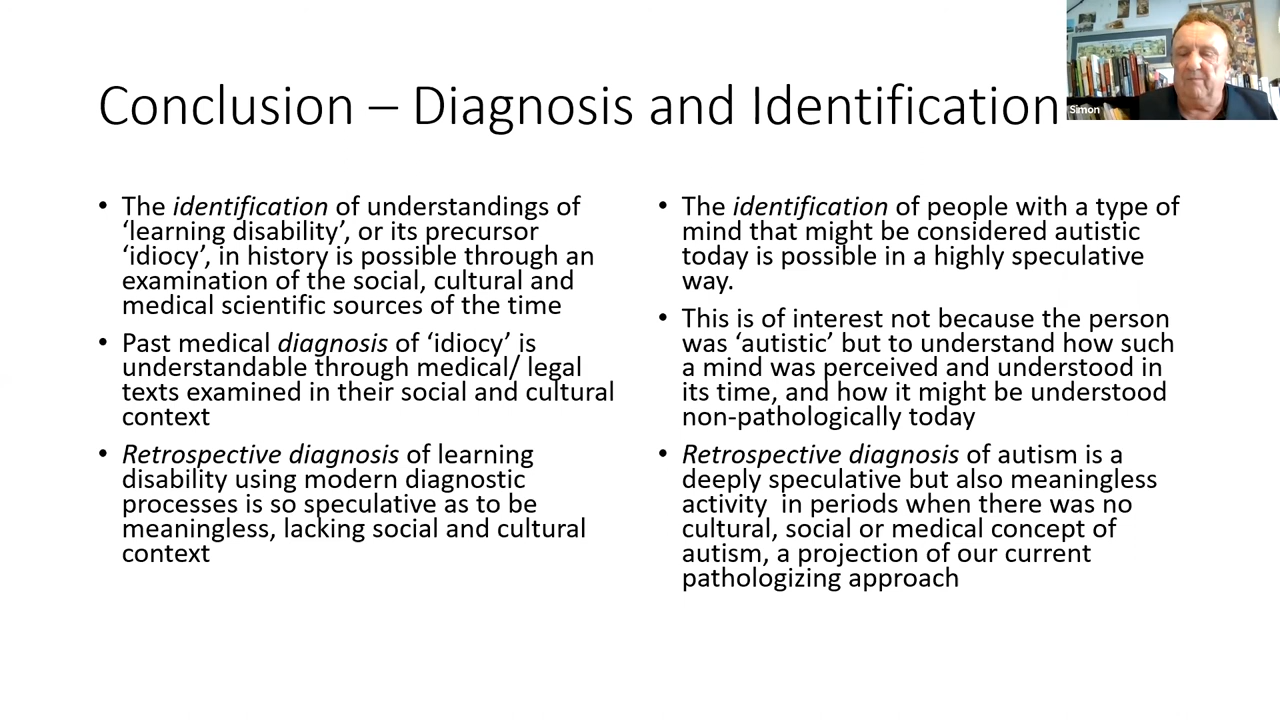 Conclusion – Diagnosis and Identification
Simon
• The identification of understandings of
‘learning disability’, or its precursor
‘idiocy’, in history is possible through an
examination of the social, cultural and
medical scientific sources of the time
• Past medical diagnosis of ‘idiocy’ is
understandable through medical/ legal
texts examined in their social and cultural
context
• Retrospective diagnosis of learning
disability using modern diagnostic
processes is so speculative as to be
meaningless, lacking social and cultural
context
• The identification of people with a type of
mind that might be considered autistic
today is possible in a highly speculative
way.
• This is of interest not because the person
was ‘autistic’ but to understand how such
a mind was perceived and understood in
its time, and how it might be understood
non-pathologically today
• Retrospective diagnosis of autism is a
deeply speculative but also meaningless
activity  in periods when there was no
cultural, social or medical concept of
autism, a projection of our current
pathologizing approach